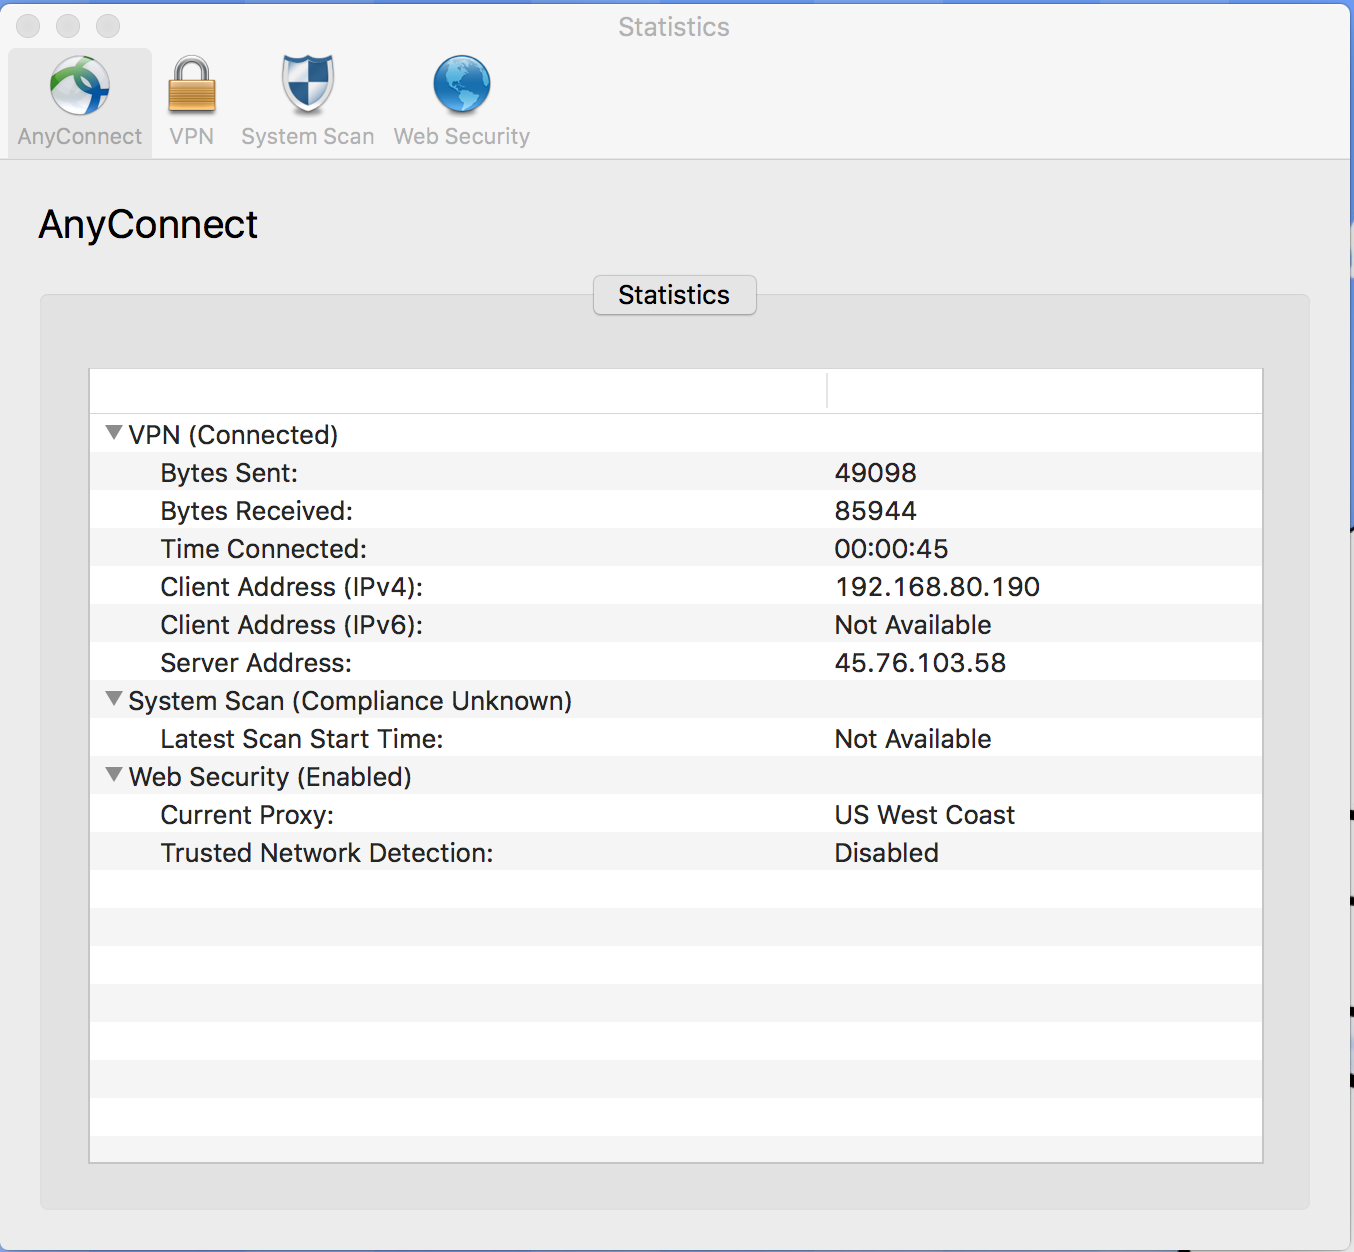 Statistics
AnyConnect VPN System Scan Web Security
AnyConnect
Statistics
VPN (Connected)
Bytes Sent: 49098
Bytes Received: 85944
Time Connected: 00:00:45
Client Address (IPv4): 192.168.80.190
Client Address (IPv6): Not Available
Server Address: 45.76.103.58
System Scan (Compliance Unknown)
Latest Scan Start Time: Not Available
Web Security (Enabled)
Current Proxy: US West Coast
Trusted Network Detection: Disabled